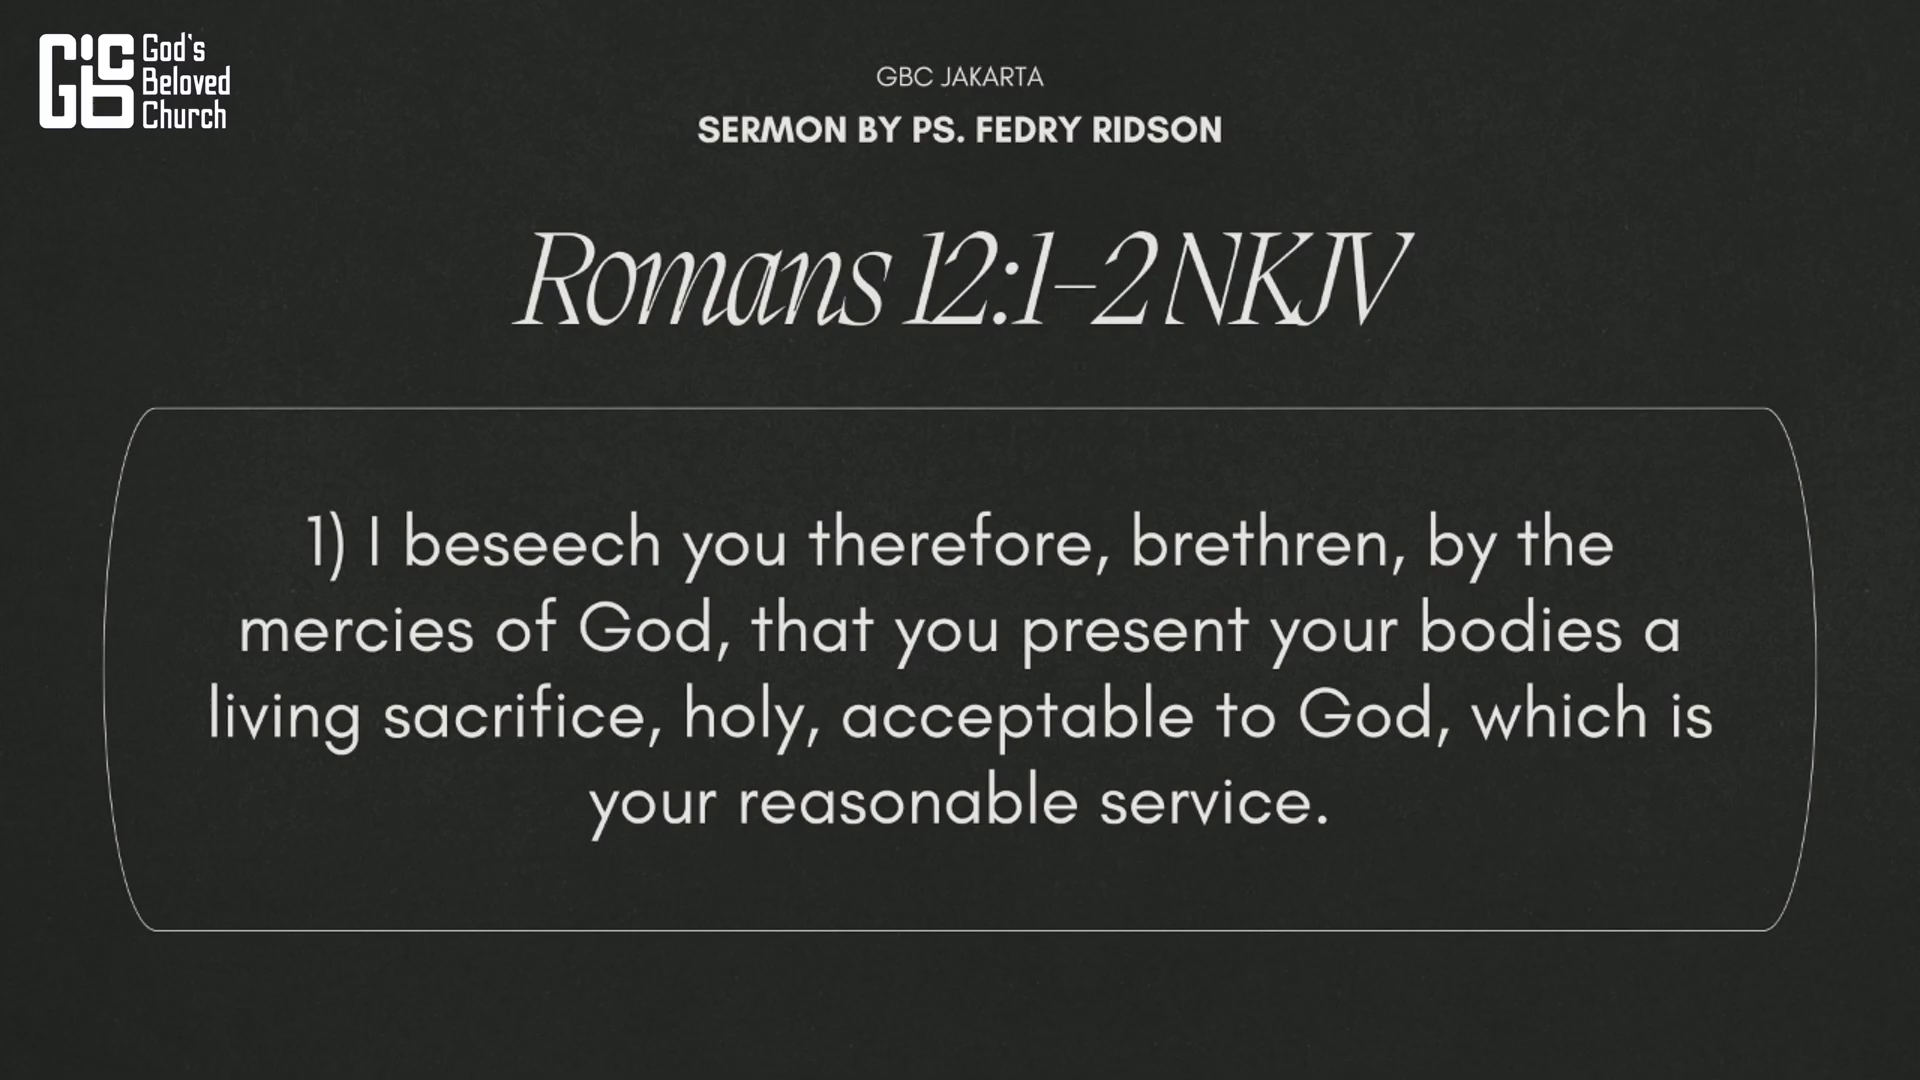 God's
Beloved
Church
GBC JAKARTA
SERMON BY PS. FEDRY RIDSON
Romans 12:1-2 NKJV
1) I beseech you therefore, brethren, by the
mercies of God, that you present your bodies a
living sacrifice, holy, acceptable to God, which is
your reasonable service.